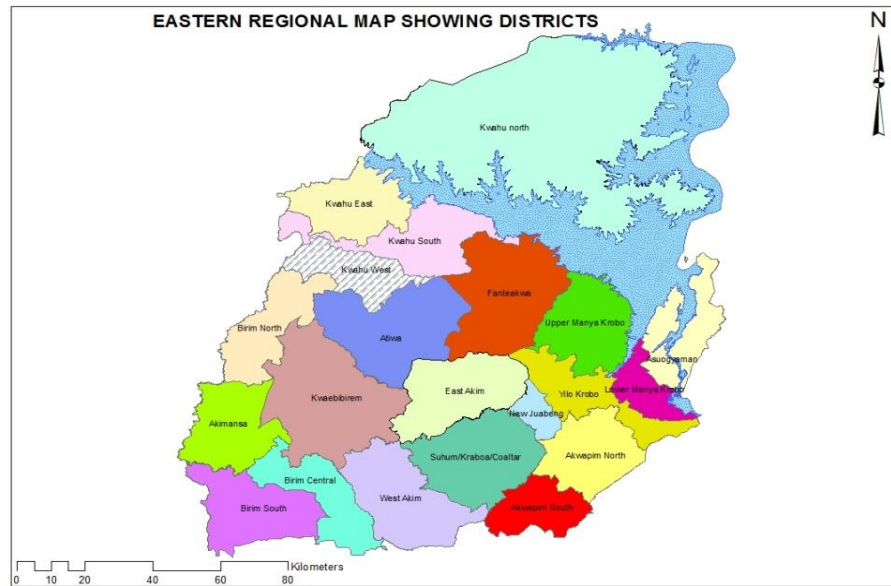 EASTERN REGIONAL MAP SHOWING DISTRICTS
N
Kwahu north
Kwahu East
Kwahu South
Kwahu West
Fanteakwa
Birim North
Atiwa
Upper Manya Krobo
Asuogyaman
East Akim
Yilo Krobo
Lower Manya Krobo
Kwaebibirem
New Juabeng
Akimansa
Suhum/Kraboa/Coaltar
Akwapim North
Birim Central
West Akim
Birim South
Akwapim South
Kilometers
0 5 10 20 40 60 80